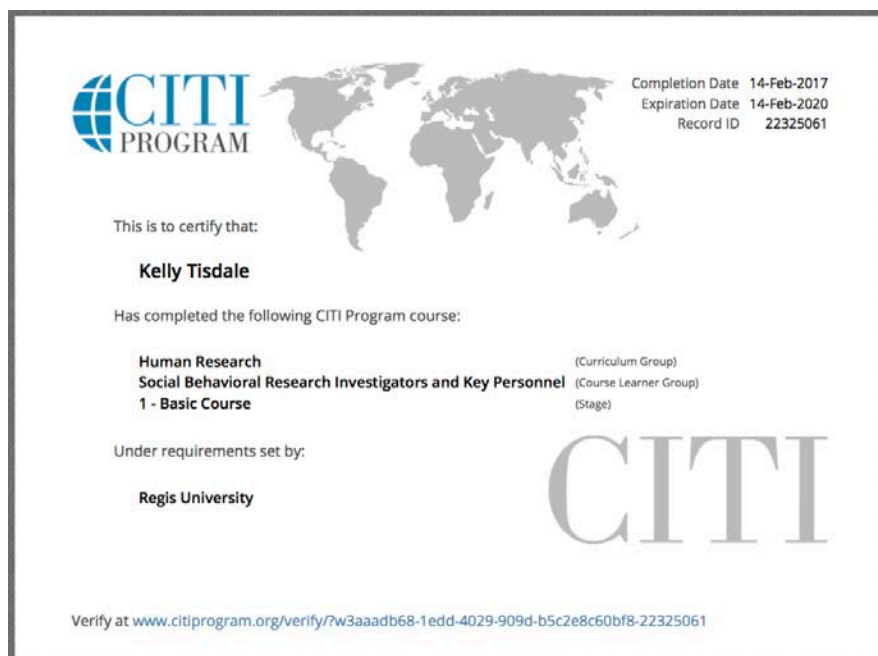 CITI
PROGRAM
Completion Date 14-Feb-2017
Expiration Date 14-Feb-2020
Record ID 22325061
This is to certify that:
Kelly Tisdale
Has completed the following CITI Program course:
Human Research (Curriculum Group)
Social Behavioral Research Investigators and Key Personnel (Course Learner Group)
1 - Basic Course (Stage)
Under requirements set by:
Regis University
CITI
Verify at www.citiprogram.org/verify/?w3aaadb68-1edd-4029-909d-b5c2e8c60bf8-22325061